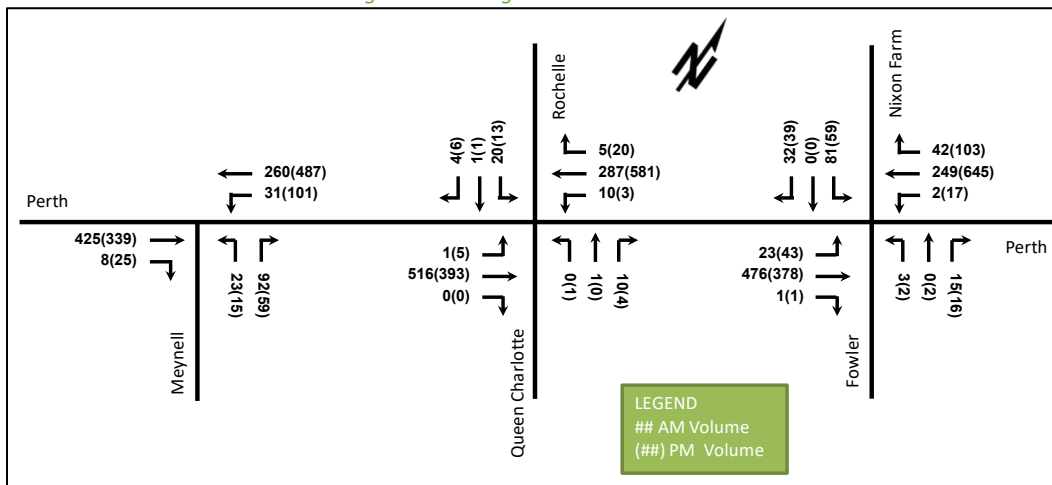 Rochelle
Nixon Farm
N
4(6)
1(1)
20(13)
5(20)
287(581)
10(3)
32(39)
0(0)
81(59)
42(103)
249(645)
2(17)
260(487)
31(101)
Perth
425(339)
8(25)
23(15)
92(59)
1(5)
516(393)
0(0)
0(1)
1(0)
10(4)
23(43)
476(378)
1(1)
3(2)
0(2)
15(16)
Perth
Meynell
Queen Charlotte
Fowler
LEGEND
## AM Volume
(##) PM Volume